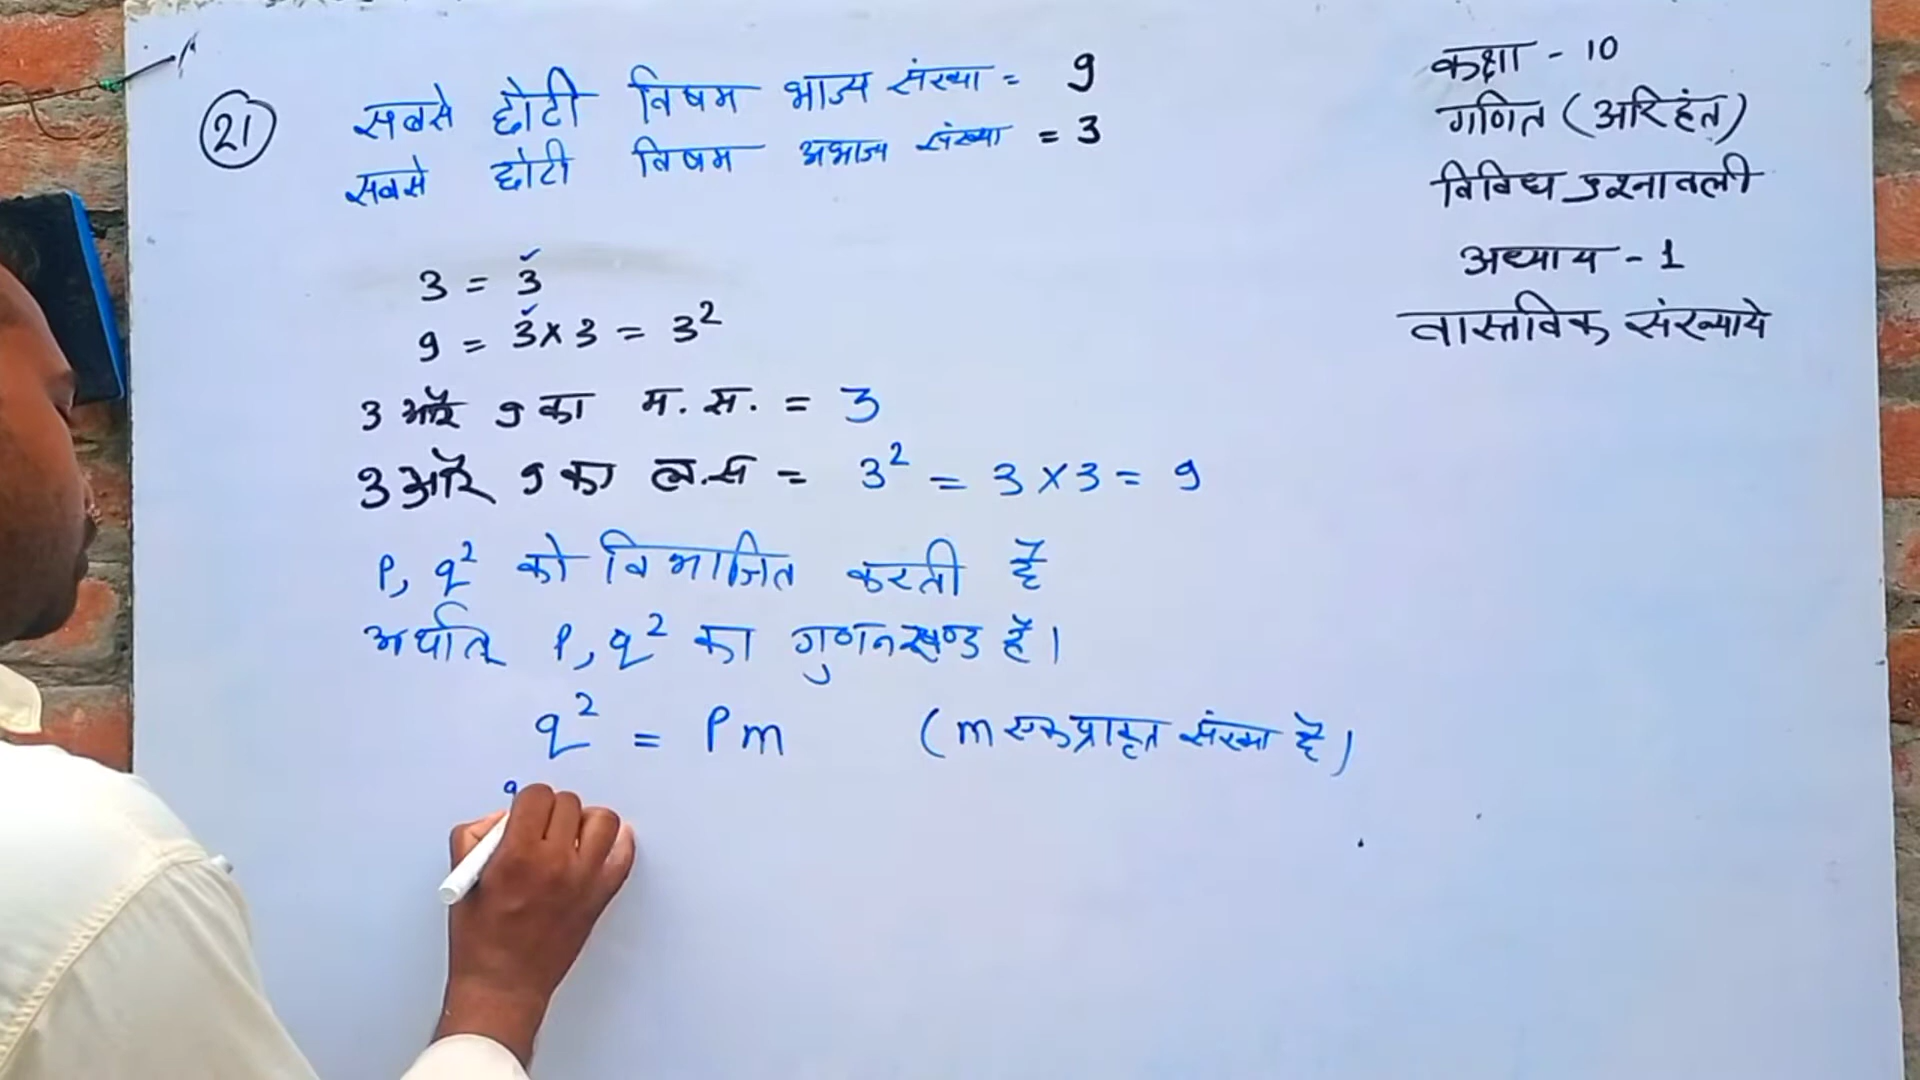 (21) सबसे छोटी विषम भाज्य संख्या = 9
सबसे छोटी विषम अभाज्य संख्या = 3
3 = 3
9 = 3 × 3 = 3²
3 और 9 का म. स. = 3
3 और 9 का ल.स = 3² = 3 × 3 = 9
P, q² को विभाजित करती है
अर्थात् P, q² का गुणनखण्ड है।
q² = Pm (m एक प्राकृत संख्या है)
कक्षा - 10
गणित (अरिहंत)
विविध प्रश्नावली
अध्याय - 1
वास्तविक संख्याये